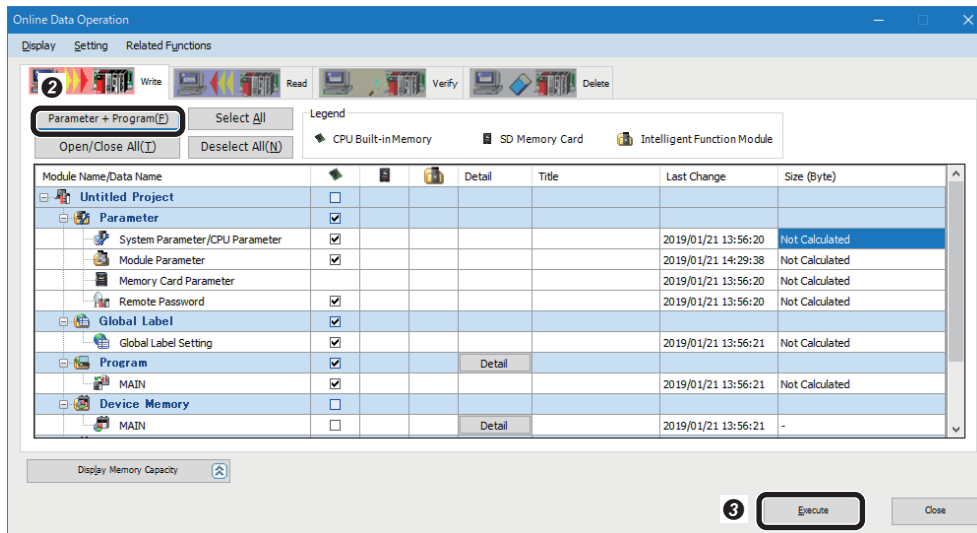 Online Data Operation
Display Setting Related Functions
❷ Write Read Verify Delete
Parameter + Program(F) Select All Legend
CPU Built-in Memory SD Memory Card Intelligent Function Module
Open/Close All(T) Deselect All(N)
Module Name/Data Name Detail Title Last Change Size (Byte)
Untitled Project
Parameter
System Parameter/CPU Parameter 2019/01/21 13:56:20 Not Calculated
Module Parameter 2019/01/21 14:29:38 Not Calculated
Memory Card Parameter 2019/01/21 13:56:20 Not Calculated
Remote Password 2019/01/21 13:56:20 Not Calculated
Global Label
Global Label Setting 2019/01/21 13:56:21 Not Calculated
Program Detail
MAIN 2019/01/21 13:56:21 Not Calculated
Device Memory
MAIN Detail 2019/01/21 13:56:21 -
Display Memory Capacity
❸ Execute Close